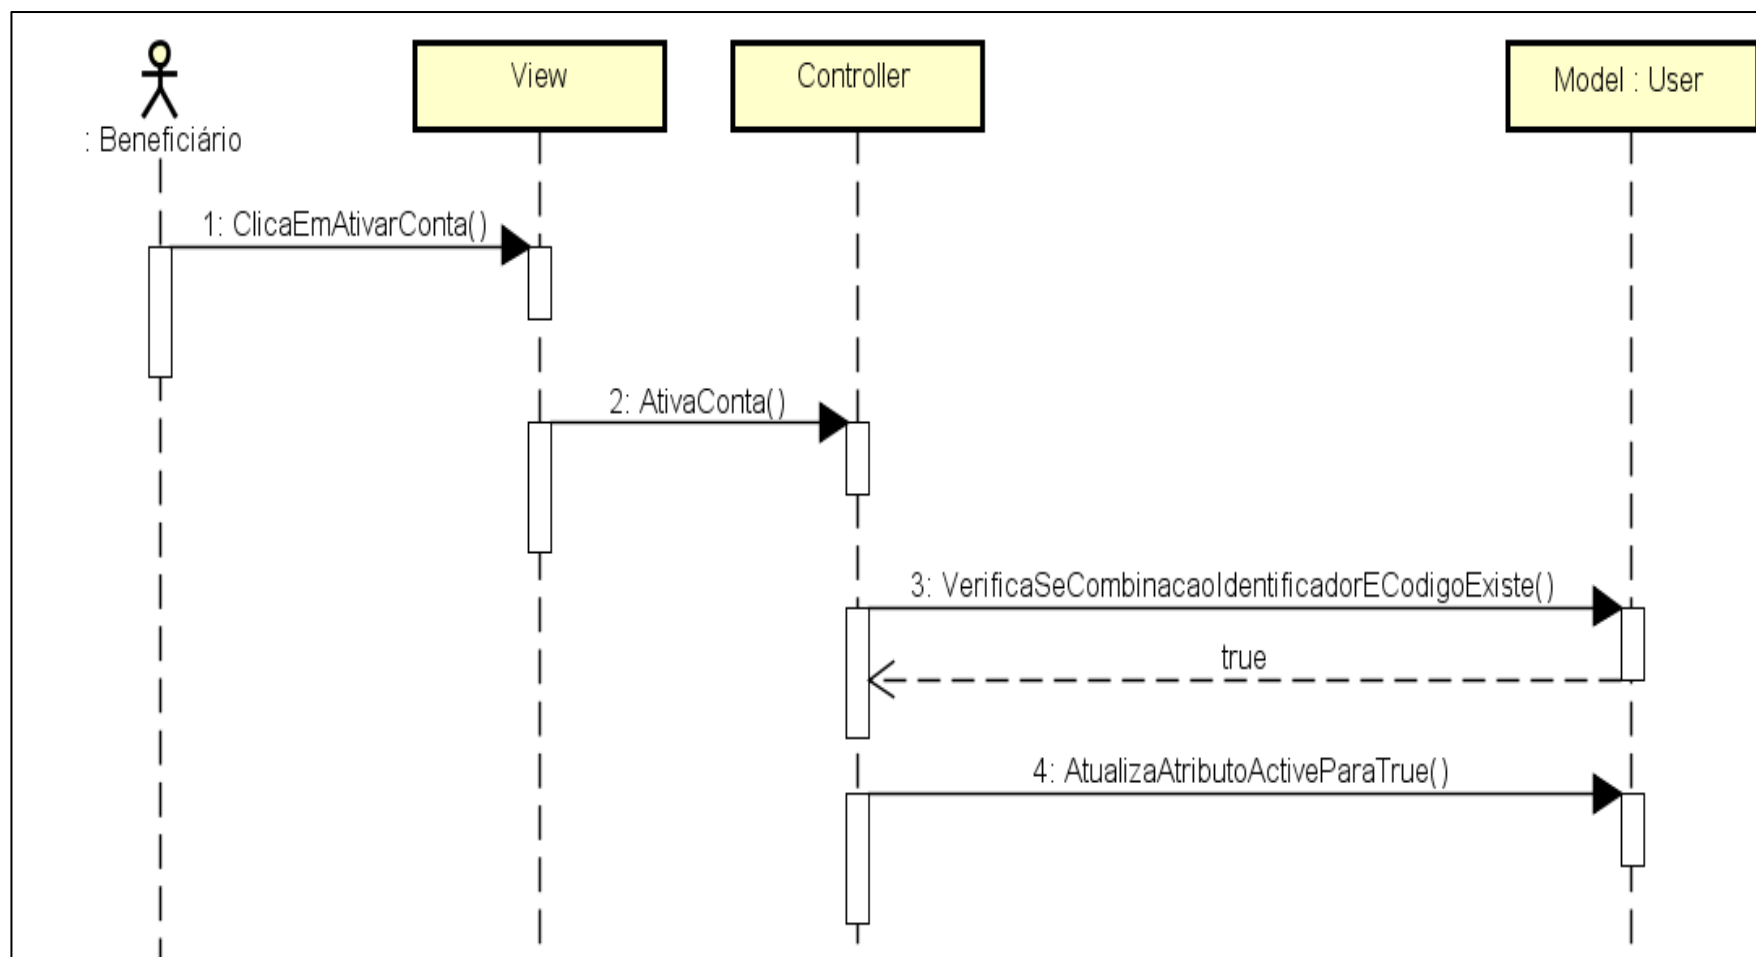 : Beneficiário
View
Controller
Model : User
1: ClicaEmAtivarConta()
2: AtivaConta()
3: VerificaSeCombinacaoIdentificadorECodigoExiste()
true
4: AtualizaAtributoActiveParaTrue()